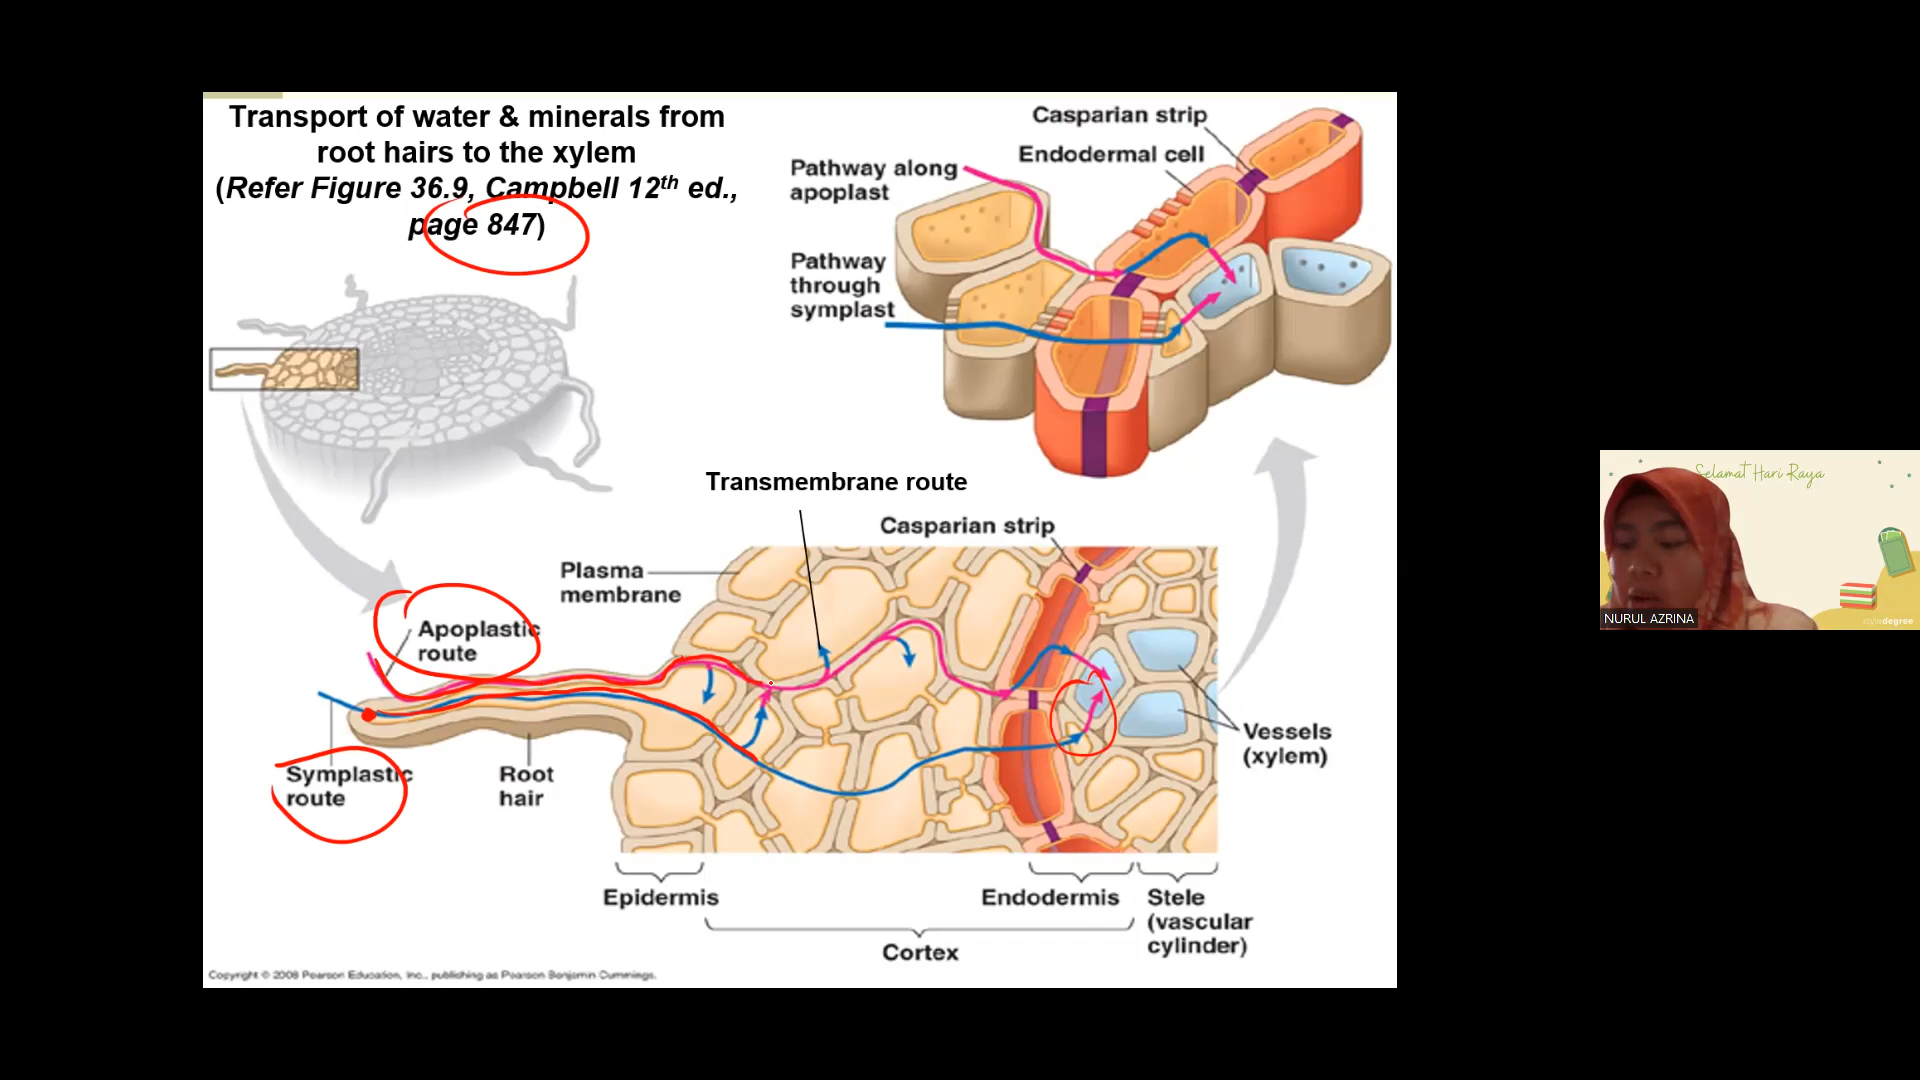 Transport of water & minerals from
root hairs to the xylem
(Refer Figure 36.9, Campbell 12th ed.,
page 847)
Casparian strip
Endodermal cell
Pathway along
apoplast
Pathway
through
symplast
Transmembrane route
Casparian strip
Plasma
membrane
Apoplastic
route
Symplastic
route
Root
hair
Vessels
(xylem)
Epidermis
Endodermis
Stele
(vascular
cylinder)
Cortex
Copyright © 2008 Pearson Education, Inc., publishing as Pearson Benjamin Cummings.
Selamat Hari Raya
NURUL AZRINA
styledegree